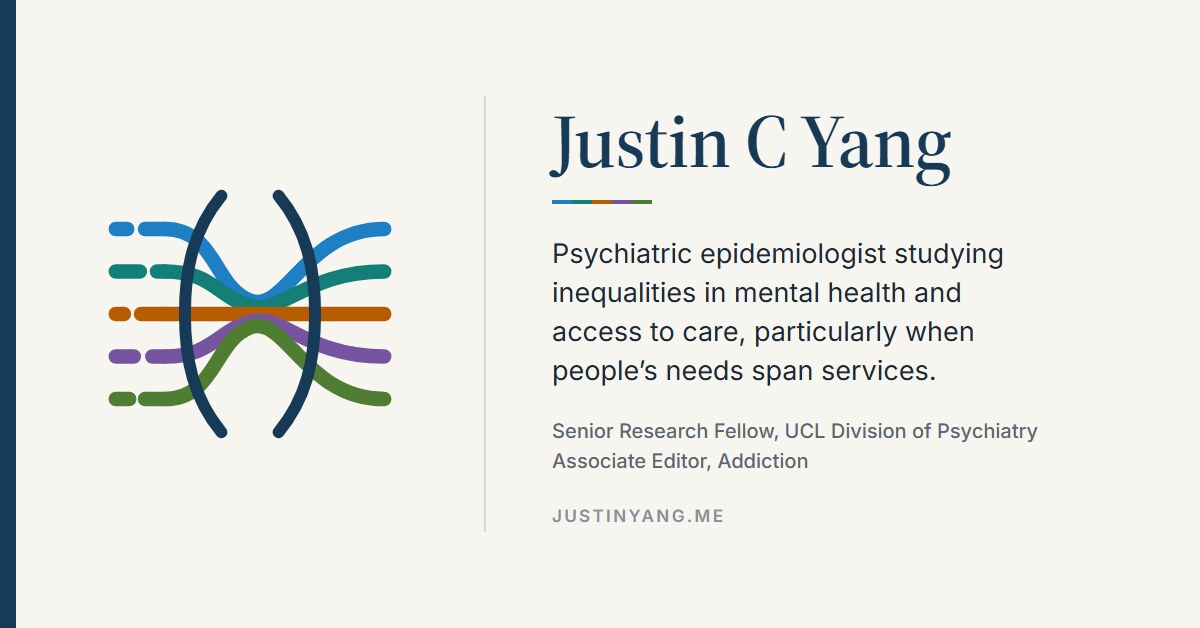 Justin C Yang
Psychiatric epidemiologist studying
inequalities in mental health and
access to care, particularly when
people’s needs span services.
Senior Research Fellow, UCL Division of Psychiatry
Associate Editor, Addiction
JUSTINYANG.ME